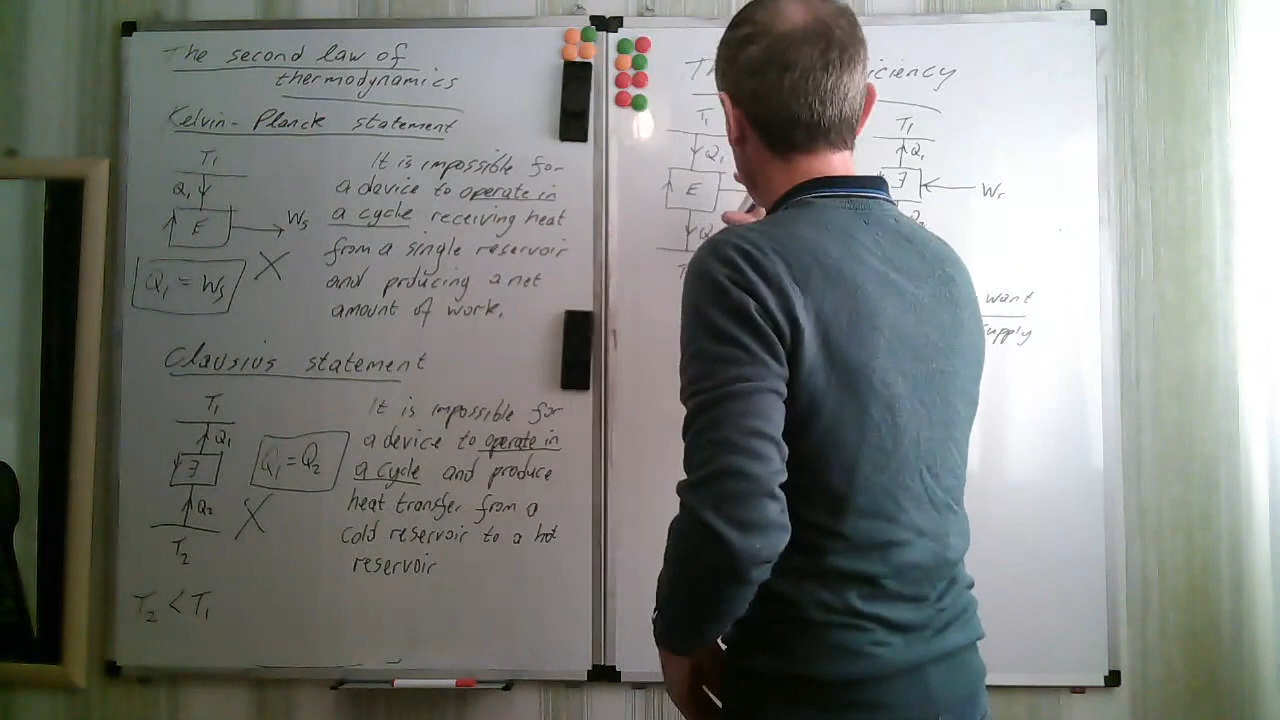 The second law of
thermodynamics
Kelvin-Planck statement
T₁
Q₁
E
Ws
Q₁ = Ws
It is impossible for
a device to operate in
a cycle receiving heat
from a single reservoir
and producing a net
amount of work.
Clausius statement
T₁
Q₁
Q₁ = Q₂
Q₂
T₂
T₂ < T₁
It is impossible for
a device to operate in
a cycle and produce
heat transfer from a
cold reservoir to a hot
reservoir
iciency
T₁
Q₁
E
Q
T₁
Q₁
W
want
supply